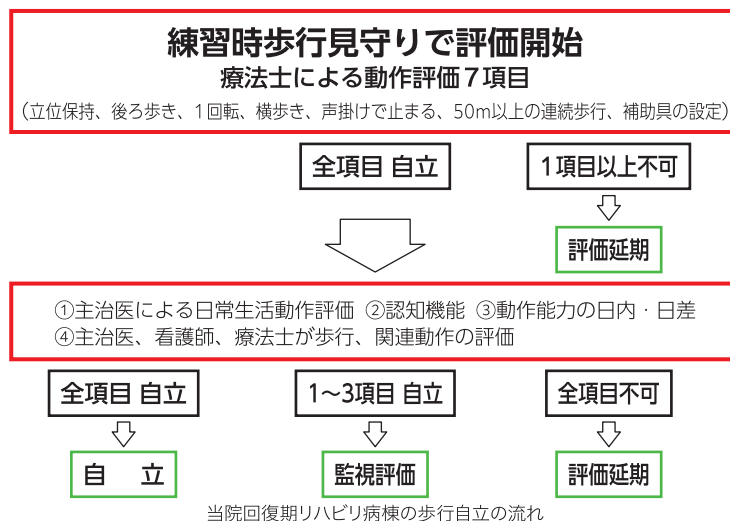 練習時歩行見守りで評価開始
療法士による動作評価7項目
（立位保持、後ろ歩き、1回転、横歩き、声掛けで止まる、50m以上の連続歩行、補助具の設定）
全項目 自立
1項目以上不可
評価延期
①主治医による日常生活動作評価 ②認知機能 ③動作能力の日内・日差
④主治医、看護師、療法士が歩行、関連動作の評価
全項目 自立
1～3項目 自立
全項目不可
自 立
監視評価
評価延期
当院回復期リハビリ病棟の歩行自立の流れ